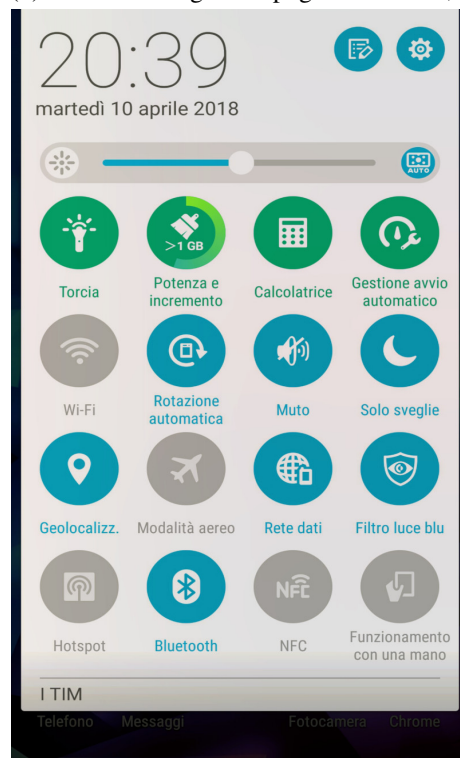 20:39
martedì 10 aprile 2018
AUTO
>1 GB
Torcia
Potenza e
incremento
Calcolatrice
Gestione avvio
automatico
Wi-Fi
Rotazione
automatica
Muto
Solo sveglie
Geolocalizz.
Modalità aereo
Rete dati
Filtro luce blu
NFC
Hotspot
Bluetooth
NFC
Funzionamento
con una mano
I TIM
Telefono Messaggi Fotocamera Chrome